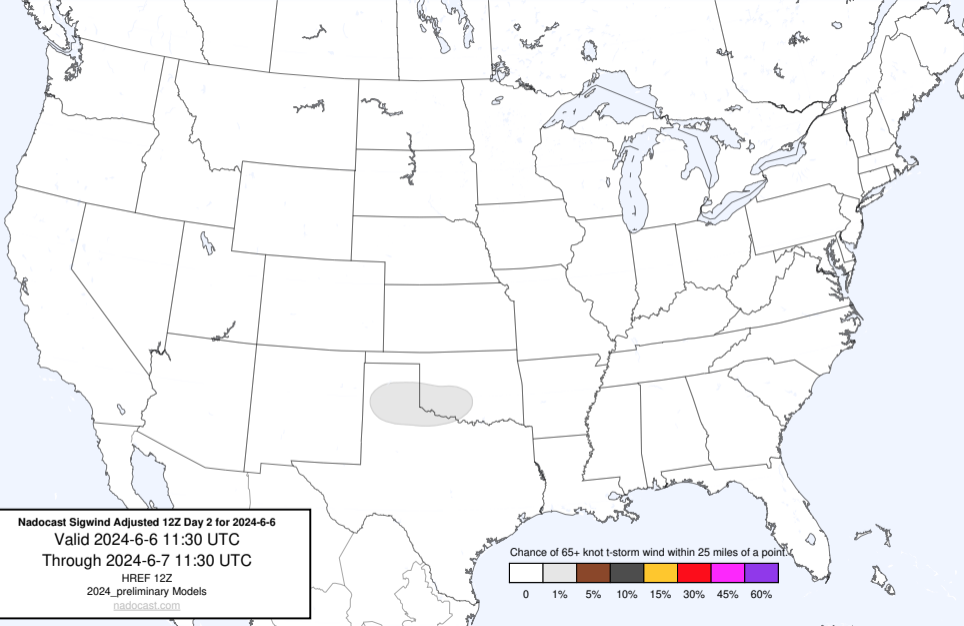 Nadocast Sigwind Adjusted 12Z Day 2 for 2024-6-6
Valid 2024-6-6 11:30 UTC
Through 2024-6-7 11:30 UTC
HREF 12Z
2024_preliminary Models
nadocast.com
Chance of 65+ knot t-storm wind within 25 miles of a point.
0 1% 5% 10% 15% 30% 45% 60%